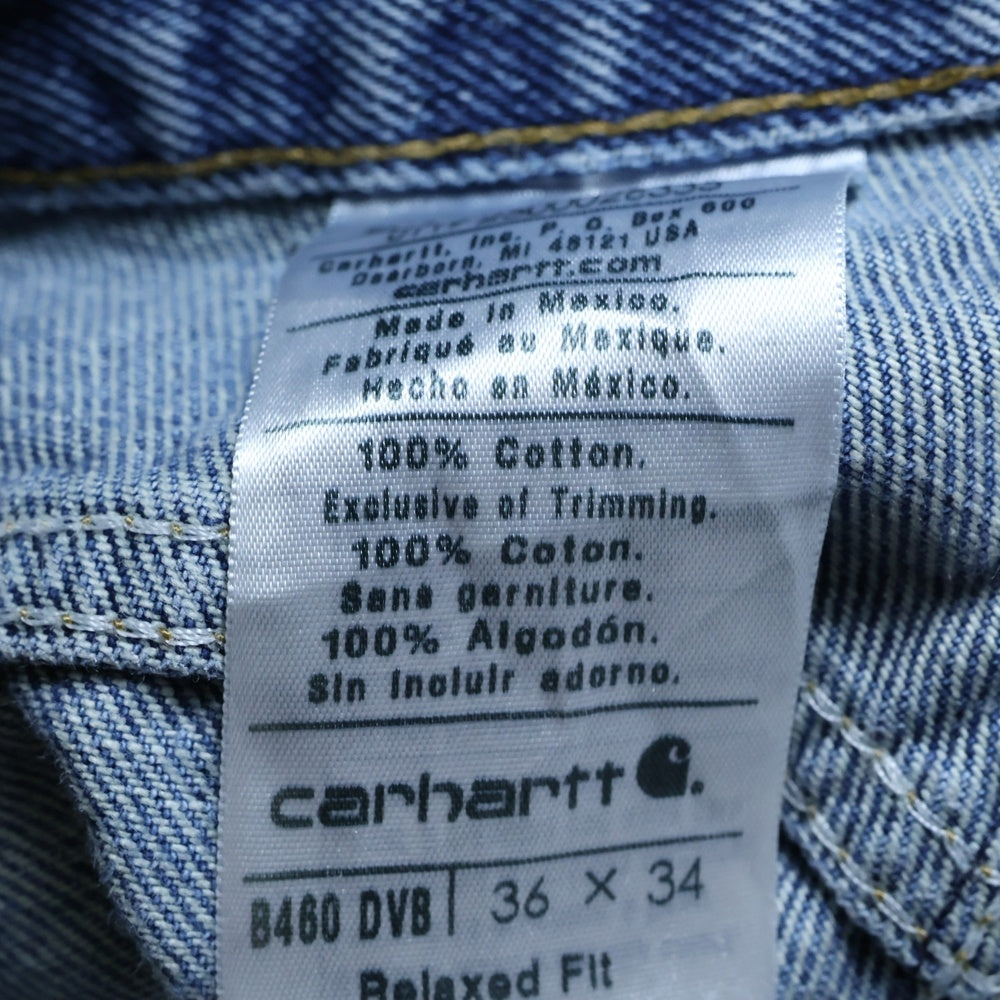 Carhartt, Inc. P. O. Box 600
Dearborn, MI 48121 USA
carhartt.com
Made in Mexico.
Fabriqué au Mexique.
Hecho en México.
100% Cotton.
Exclusive of Trimming.
100% Coton.
Sans garniture.
100% Algodón.
Sin incluir adorno.
carhartt
B460 DVB 36 × 34
Relaxed Fit